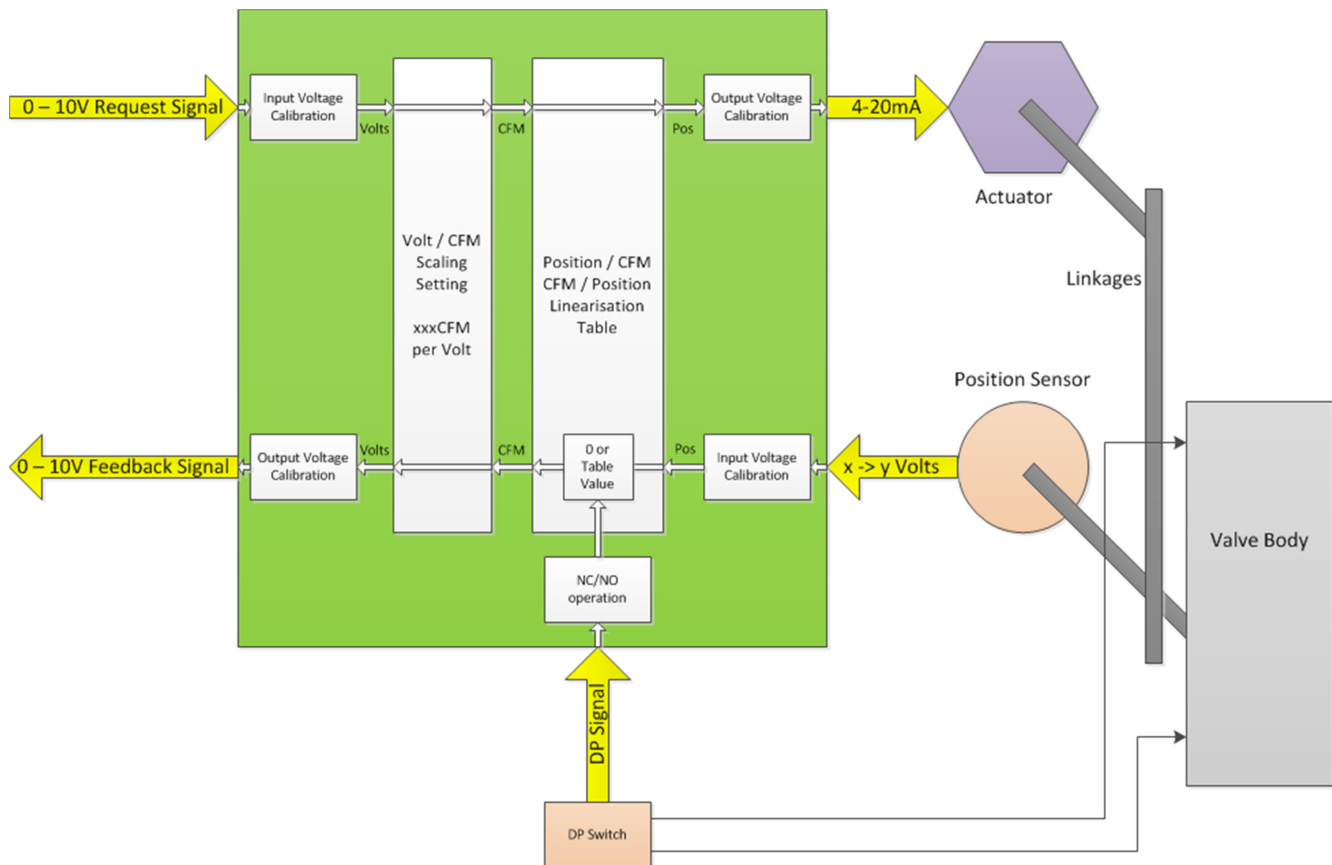 0 – 10V Request Signal
Input Voltage
Calibration
Volts
CFM
Pos
Output Voltage
Calibration
4-20mA
Actuator
Volt / CFM
Scaling
Setting
xxxCFM
per Volt
Position / CFM
CFM / Position
Linearisation
Table
Linkages
Position Sensor
0 – 10V Feedback Signal
Output Voltage
Calibration
Volts
CFM
0 or
Table
Value
Pos
Input Voltage
Calibration
x -> y Volts
Valve Body
NC/NO
operation
DP Signal
DP Switch